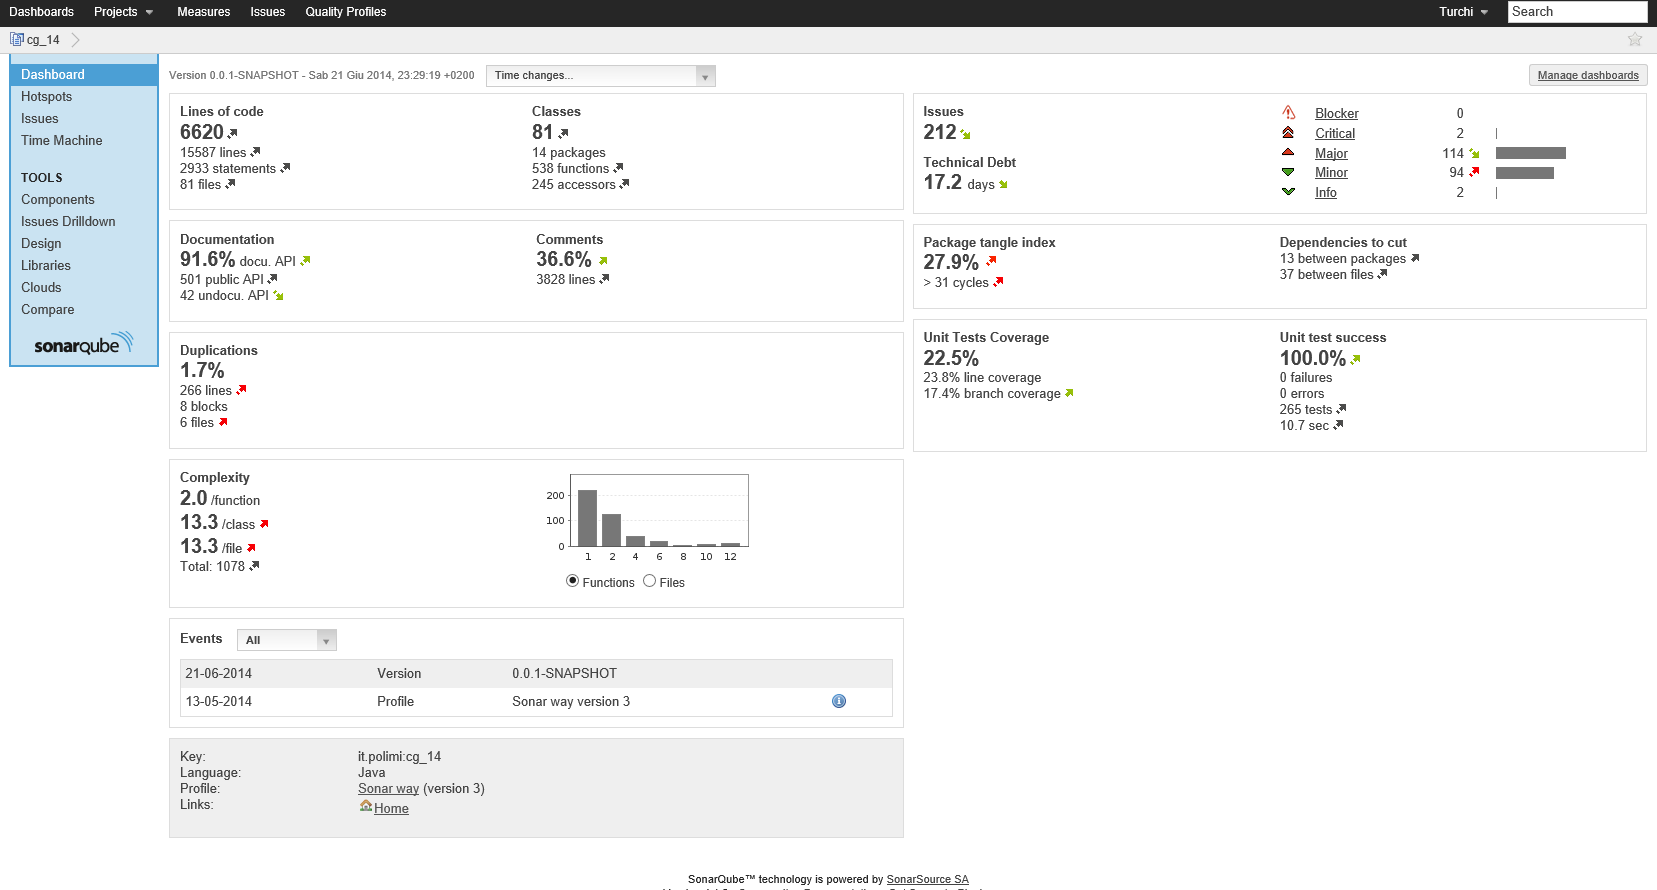 Dashboards Projects Measures Issues Quality Profiles Turchi Search
cg_14
Dashboard
Hotspots
Issues
Time Machine
TOOLS
Components
Issues Drilldown
Design
Libraries
Clouds
Compare
sonarqube
Version 0.0.1-SNAPSHOT - Sab 21 Giu 2014, 23:29:19 +0200 Time changes... Manage dashboards
Lines of code
6620
15587 lines
2933 statements
81 files
Classes
81
14 packages
538 functions
245 accessors
Documentation
91.6% docu. API
501 public API
42 undocu. API
Comments
36.6%
3828 lines
Duplications
1.7%
266 lines
8 blocks
6 files
Complexity
2.0 /function
13.3 /class
13.3 /file
Total: 1078
200
100
0
1 2 4 6 8 10 12
Functions Files
Events All
21-06-2014 Version 0.0.1-SNAPSHOT
13-05-2014 Profile Sonar way version 3
Key: it.polimi:cg_14
Language: Java
Profile: Sonar way (version 3)
Links: Home
Issues
212
Technical Debt
17.2 days
Blocker 0
Critical 2
Major 114
Minor 94
Info 2
Package tangle index
27.9%
> 31 cycles
Dependencies to cut
13 between packages
37 between files
Unit Tests Coverage
22.5%
23.8% line coverage
17.4% branch coverage
Unit test success
100.0%
0 failures
0 errors
265 tests
10.7 sec
SonarQube™ technology is powered by SonarSource SA